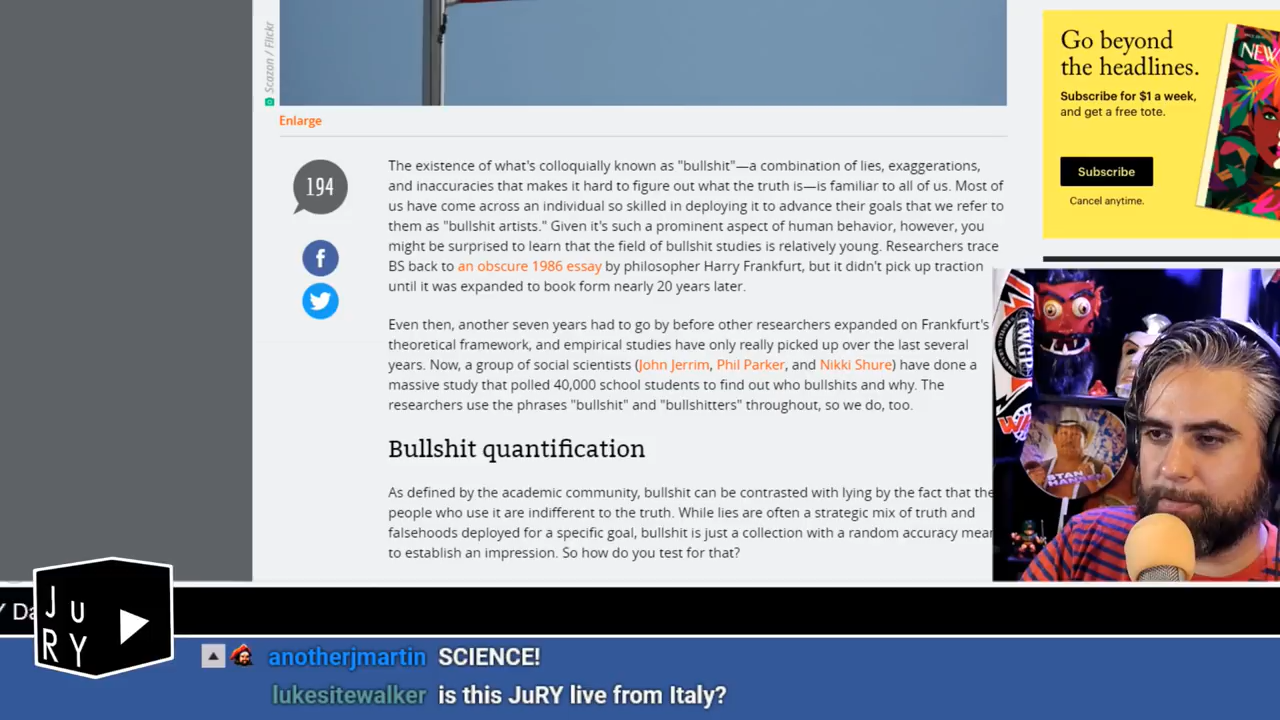 Scazon / Flickr
Enlarge
Go beyond
the headlines.
Subscribe for $1 a week,
and get a free tote.
Subscribe
Cancel anytime.
NEW
194
The existence of what's colloquially known as "bullshit"—a combination of lies, exaggerations,
and inaccuracies that makes it hard to figure out what the truth is—is familiar to all of us. Most of
us have come across an individual so skilled in deploying it to advance their goals that we refer to
them as "bullshit artists." Given it's such a prominent aspect of human behavior, however, you
might be surprised to learn that the field of bullshit studies is relatively young. Researchers trace
BS back to an obscure 1986 essay by philosopher Harry Frankfurt, but it didn't pick up traction
until it was expanded to book form nearly 20 years later.
Even then, another seven years had to go by before other researchers expanded on Frankfurt's
theoretical framework, and empirical studies have only really picked up over the last several
years. Now, a group of social scientists (John Jerrim, Phil Parker, and Nikki Shure) have done a
massive study that polled 40,000 school students to find out who bullshits and why. The
researchers use the phrases "bullshit" and "bullshitters" throughout, so we do, too.
Bullshit quantification
As defined by the academic community, bullshit can be contrasted with lying by the fact that the
people who use it are indifferent to the truth. While lies are often a strategic mix of truth and
falsehoods deployed for a specific goal, bullshit is just a collection with a random accuracy mean
to establish an impression. So how do you test for that?
STAN
JURY
anotherjmartin SCIENCE!
lukesitewalker is this JuRY live from Italy?